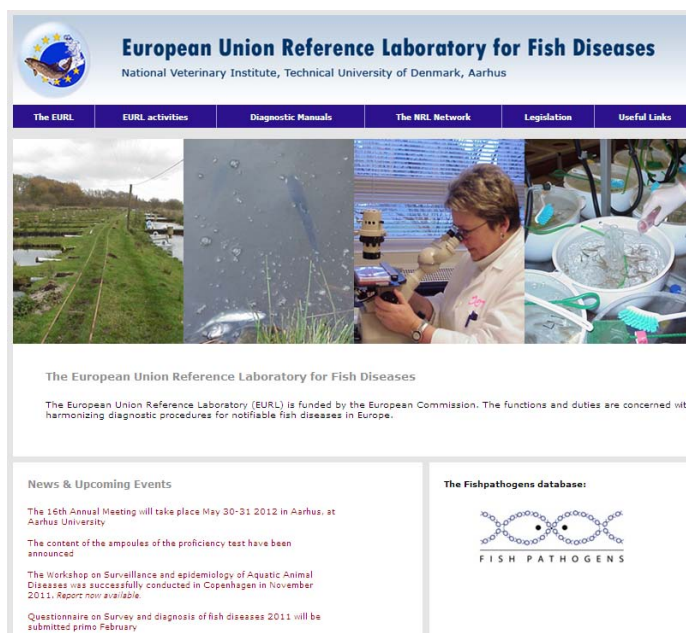 European Union Reference Laboratory for Fish Diseases
National Veterinary Institute, Technical University of Denmark, Aarhus
The EURL EURL activities Diagnostic Manuals The NRL Network Legislation Useful Links
The European Union Reference Laboratory for Fish Diseases
The European Union Reference Laboratory (EURL) is funded by the European Commission. The functions and duties are concerned wit
harmonizing diagnostic procedures for notifiable fish diseases in Europe.
News & Upcoming Events
The 16th Annual Meeting will take place May 30-31 2012 in Aarhus, at
Aarhus University
The content of the ampoules of the proficiency test have been
announced
The Workshop on Surveillance and epidemiology of Aquatic Animal
Diseases was successfully conducted in Copenhagen in November
2011. Report now available.
Questionnaire on Survey and diagnosis of fish diseases 2011 will be
submitted primo February
The Fishpathogens database:
FISH PATHOGENS